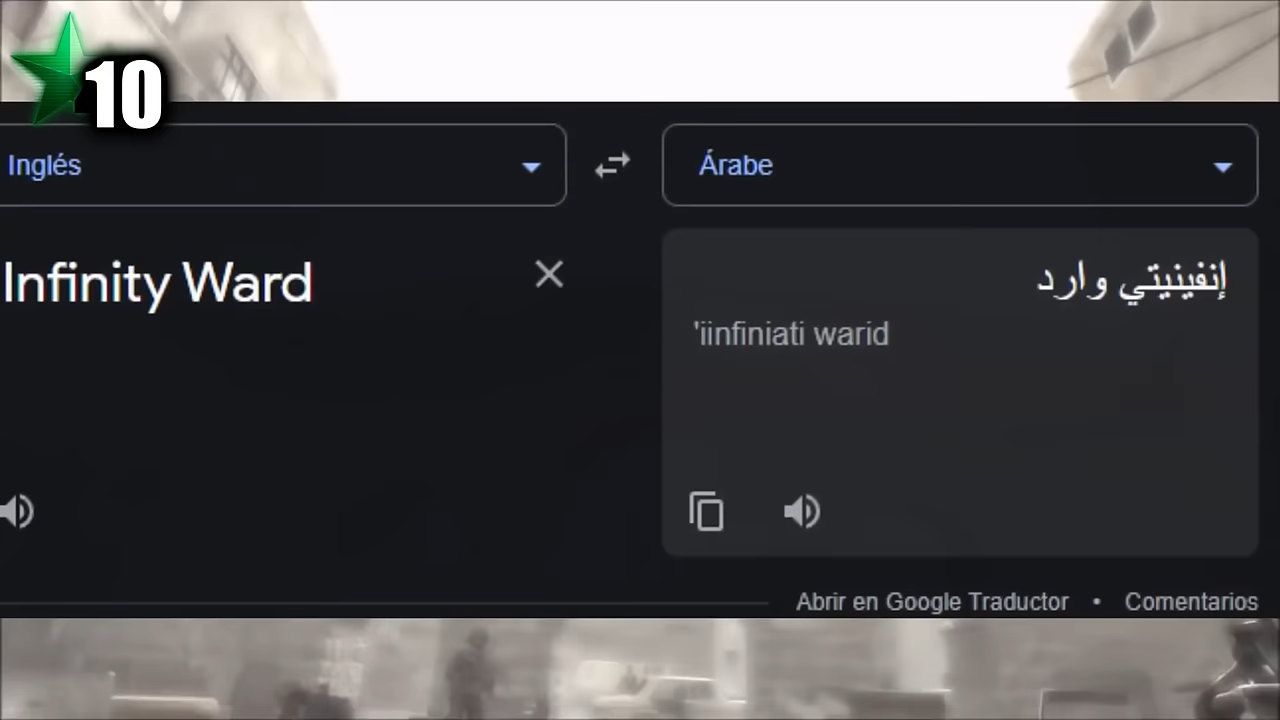 10
Inglés
Árabe
Infinity Ward
إنفينيتي وارد
'iinfiniati warid
Abrir en Google Traductor • Comentarios